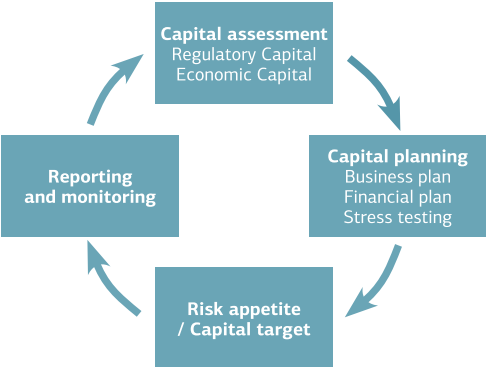 Capital assessment
Regulatory Capital
Economic Capital
Capital planning
Business plan
Financial plan
Stress testing
Risk appetite
/ Capital target
Reporting
and monitoring